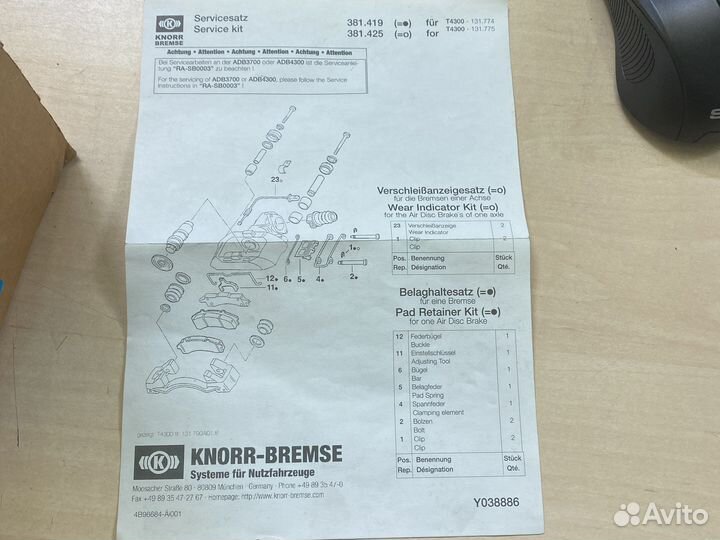 KNORR
BREMSE
Servicesatz
Service kit
381.419 (=●) für T4300 - 131.774
381.425 (=o) for T4300 - 131.775
Achtung • Attention • Achtung • Attention • Achtung • Attention
Bei Servicearbeiten an der ADB3700 oder ADB4300 ist die Serviceanlei-
tung "RA-SB0003" zu beachten !
For the servicing of ADB3700 or ADB4300, please follow the Service
Instructions in "RA-SB0003" !
23o
1●o
12● 6● 5● 4● 2●
11●
Verschleißanzeigesatz (=o)
für die Bremsen einer Achse
Wear Indicator Kit (=o)
for the Air Disc Brake's of one axle
23 Verschleißanzeige 2
Wear Indicator
1 Clip 2
Clip
Pos. Benennung Stück
Rep. Désignation Qté.
Belaghaltesatz (=●)
für eine Bremse
Pad Retainer Kit (=●)
for one Air Disc Brake
12 Federbügel 1
Buckle
11 Einstellschlüssel 1
Adjusting Tool
6 Bügel 1
Bar
5 Belagfeder 1
Pad Spring
4 Spannfeder 1
Clamping element
2 Bolzen 2
Bolt
1 Clip 2
Clip
Pos. Benennung Stück
Rep. Désignation Qté.
gezeigt: T4300
KNORR-BREMSE
Systeme für Nutzfahrzeuge
Moosacher Straße 80 · 80809 München · Germany · Phone +49 89 35 47-0
Fax +49 89 35 47-27 67 · Homepage: http://www.knorr-bremse.com
4B96684-A001
Y038886
Avito